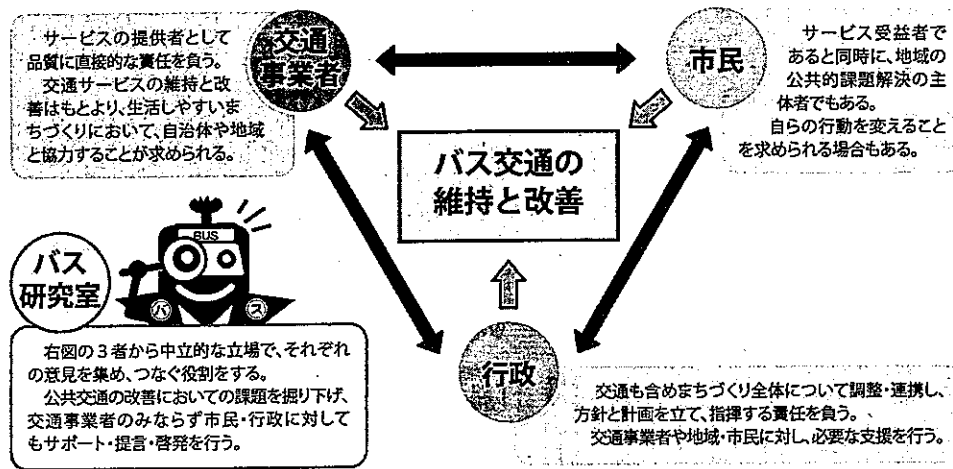 サービスの提供者として
品質に直接的な責任を負う。
交通サービスの維持と改
善はもとより、生活しやすいま
ちづくりにおいて、自治体や地域
と協力することが求められる。
交通
事業者
市民
サービス受益者で
あると同時に、地域の
公共的課題解決の主
体者でもある。
自らの行動を変えること
を求められる場合もある。
バス交通の
維持と改善
BUS
バ
ス
バス
研究室
右図の3者から中立的な立場で、それぞれ
の意見を集め、つなぐ役割をする。
公共交通の改善においての課題を掘り下げ、
交通事業者のみならず市民・行政に対して
もサポート・提言・啓発を行う。
行政
交通も含めまちづくり全体について調整・連携し、
方針と計画を立て、指揮する責任を負う。
交通事業者や地域・市民に対し、必要な支援を行う。